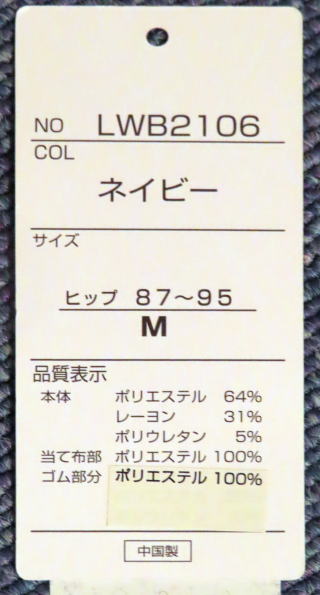 NO LWB2106
COL
ネイビー
サイズ
ヒップ 87～95
M
品質表示
本体 ポリエステル 64%
レーヨン 31%
ポリウレタン 5%
当て布部 ポリエステル 100%
ゴム部分 ポリエステル 100%
中国製